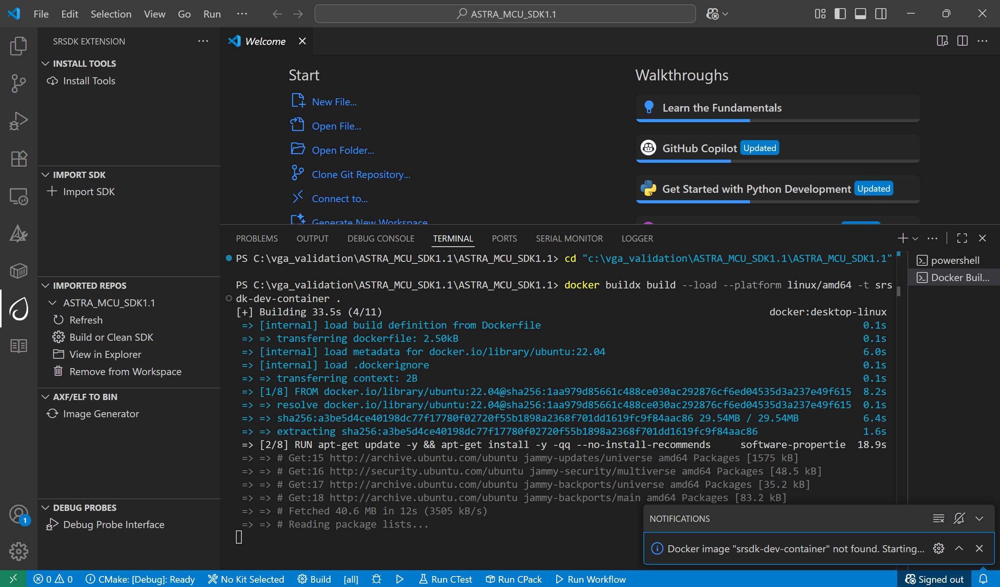 File Edit Selection View Go Run ··· ASTRA_MCU_SDK1.1
SRSDK EXTENSION
INSTALL TOOLS
Install Tools
IMPORT SDK
Import SDK
IMPORTED REPOS
ASTRA_MCU_SDK1.1
Refresh
Build or Clean SDK
View in Explorer
Remove from Workspace
AXF/ELF TO BIN
Image Generator
DEBUG PROBES
Debug Probe Interface
1
Welcome
Start
New File...
Open File...
Open Folder...
Clone Git Repository...
Connect to...
Generate New Workspace
Walkthroughs
Learn the Fundamentals
GitHub Copilot Updated
Get Started with Python Development Updated
PROBLEMS OUTPUT DEBUG CONSOLE TERMINAL PORTS SERIAL MONITOR LOGGER
PS C:\vga_validation\ASTRA_MCU_SDK1.1\ASTRA_MCU_SDK1.1> cd "c:\vga_validation\ASTRA_MCU_SDK1.1\ASTRA_MCU_SDK1.1"
PS C:\vga_validation\ASTRA_MCU_SDK1.1\ASTRA_MCU_SDK1.1> docker buildx build --load --platform linux/amd64 -t srs
dk-dev-container .
[+] Building 33.5s (4/11) docker:desktop-linux
=> [internal] load build definition from Dockerfile 0.1s
=> => transferring dockerfile: 2.50kB 0.1s
=> [internal] load metadata for docker.io/library/ubuntu:22.04 6.0s
=> [internal] load .dockerignore 0.1s
=> => transferring context: 2B 0.1s
=> [1/8] FROM docker.io/library/ubuntu:22.04@sha256:1aa979d85661c488ce030ac292876cf6ed04535d3a237e49f615 8.2s
=> => resolve docker.io/library/ubuntu:22.04@sha256:1aa979d85661c488ce030ac292876cf6ed04535d3a237e49f615 0.1s
=> => sha256:a3be5d4ce40198dc77f17780f02720f55b1898a2368f701dd1619fc9f84aac86 29.54MB / 29.54MB 6.4s
=> => extracting sha256:a3be5d4ce40198dc77f17780f02720f55b1898a2368f701dd1619fc9f84aac86 1.6s
=> [2/8] RUN apt-get update -y && apt-get install -y -qq --no-install-recommends software-propertie 18.9s
=> => # Get:15 http://archive.ubuntu.com/ubuntu jammy-updates/universe amd64 Packages [1575 kB]
=> => # Get:16 http://security.ubuntu.com/ubuntu jammy-security/multiverse amd64 Packages [48.5 kB]
=> => # Get:17 http://archive.ubuntu.com/ubuntu jammy-backports/universe amd64 Packages [35.2 kB]
=> => # Get:18 http://archive.ubuntu.com/ubuntu jammy-backports/main amd64 Packages [83.2 kB]
=> => # Fetched 40.6 MB in 12s (3505 kB/s)
=> => # Reading package lists...
powershell
Docker Buil...
NOTIFICATIONS
Docker image "srsdk-dev-container" not found. Starting...
0 0 CMake: [Debug]: Ready No Kit Selected Build [all] Run CTest Run CPack Run Workflow Signed out